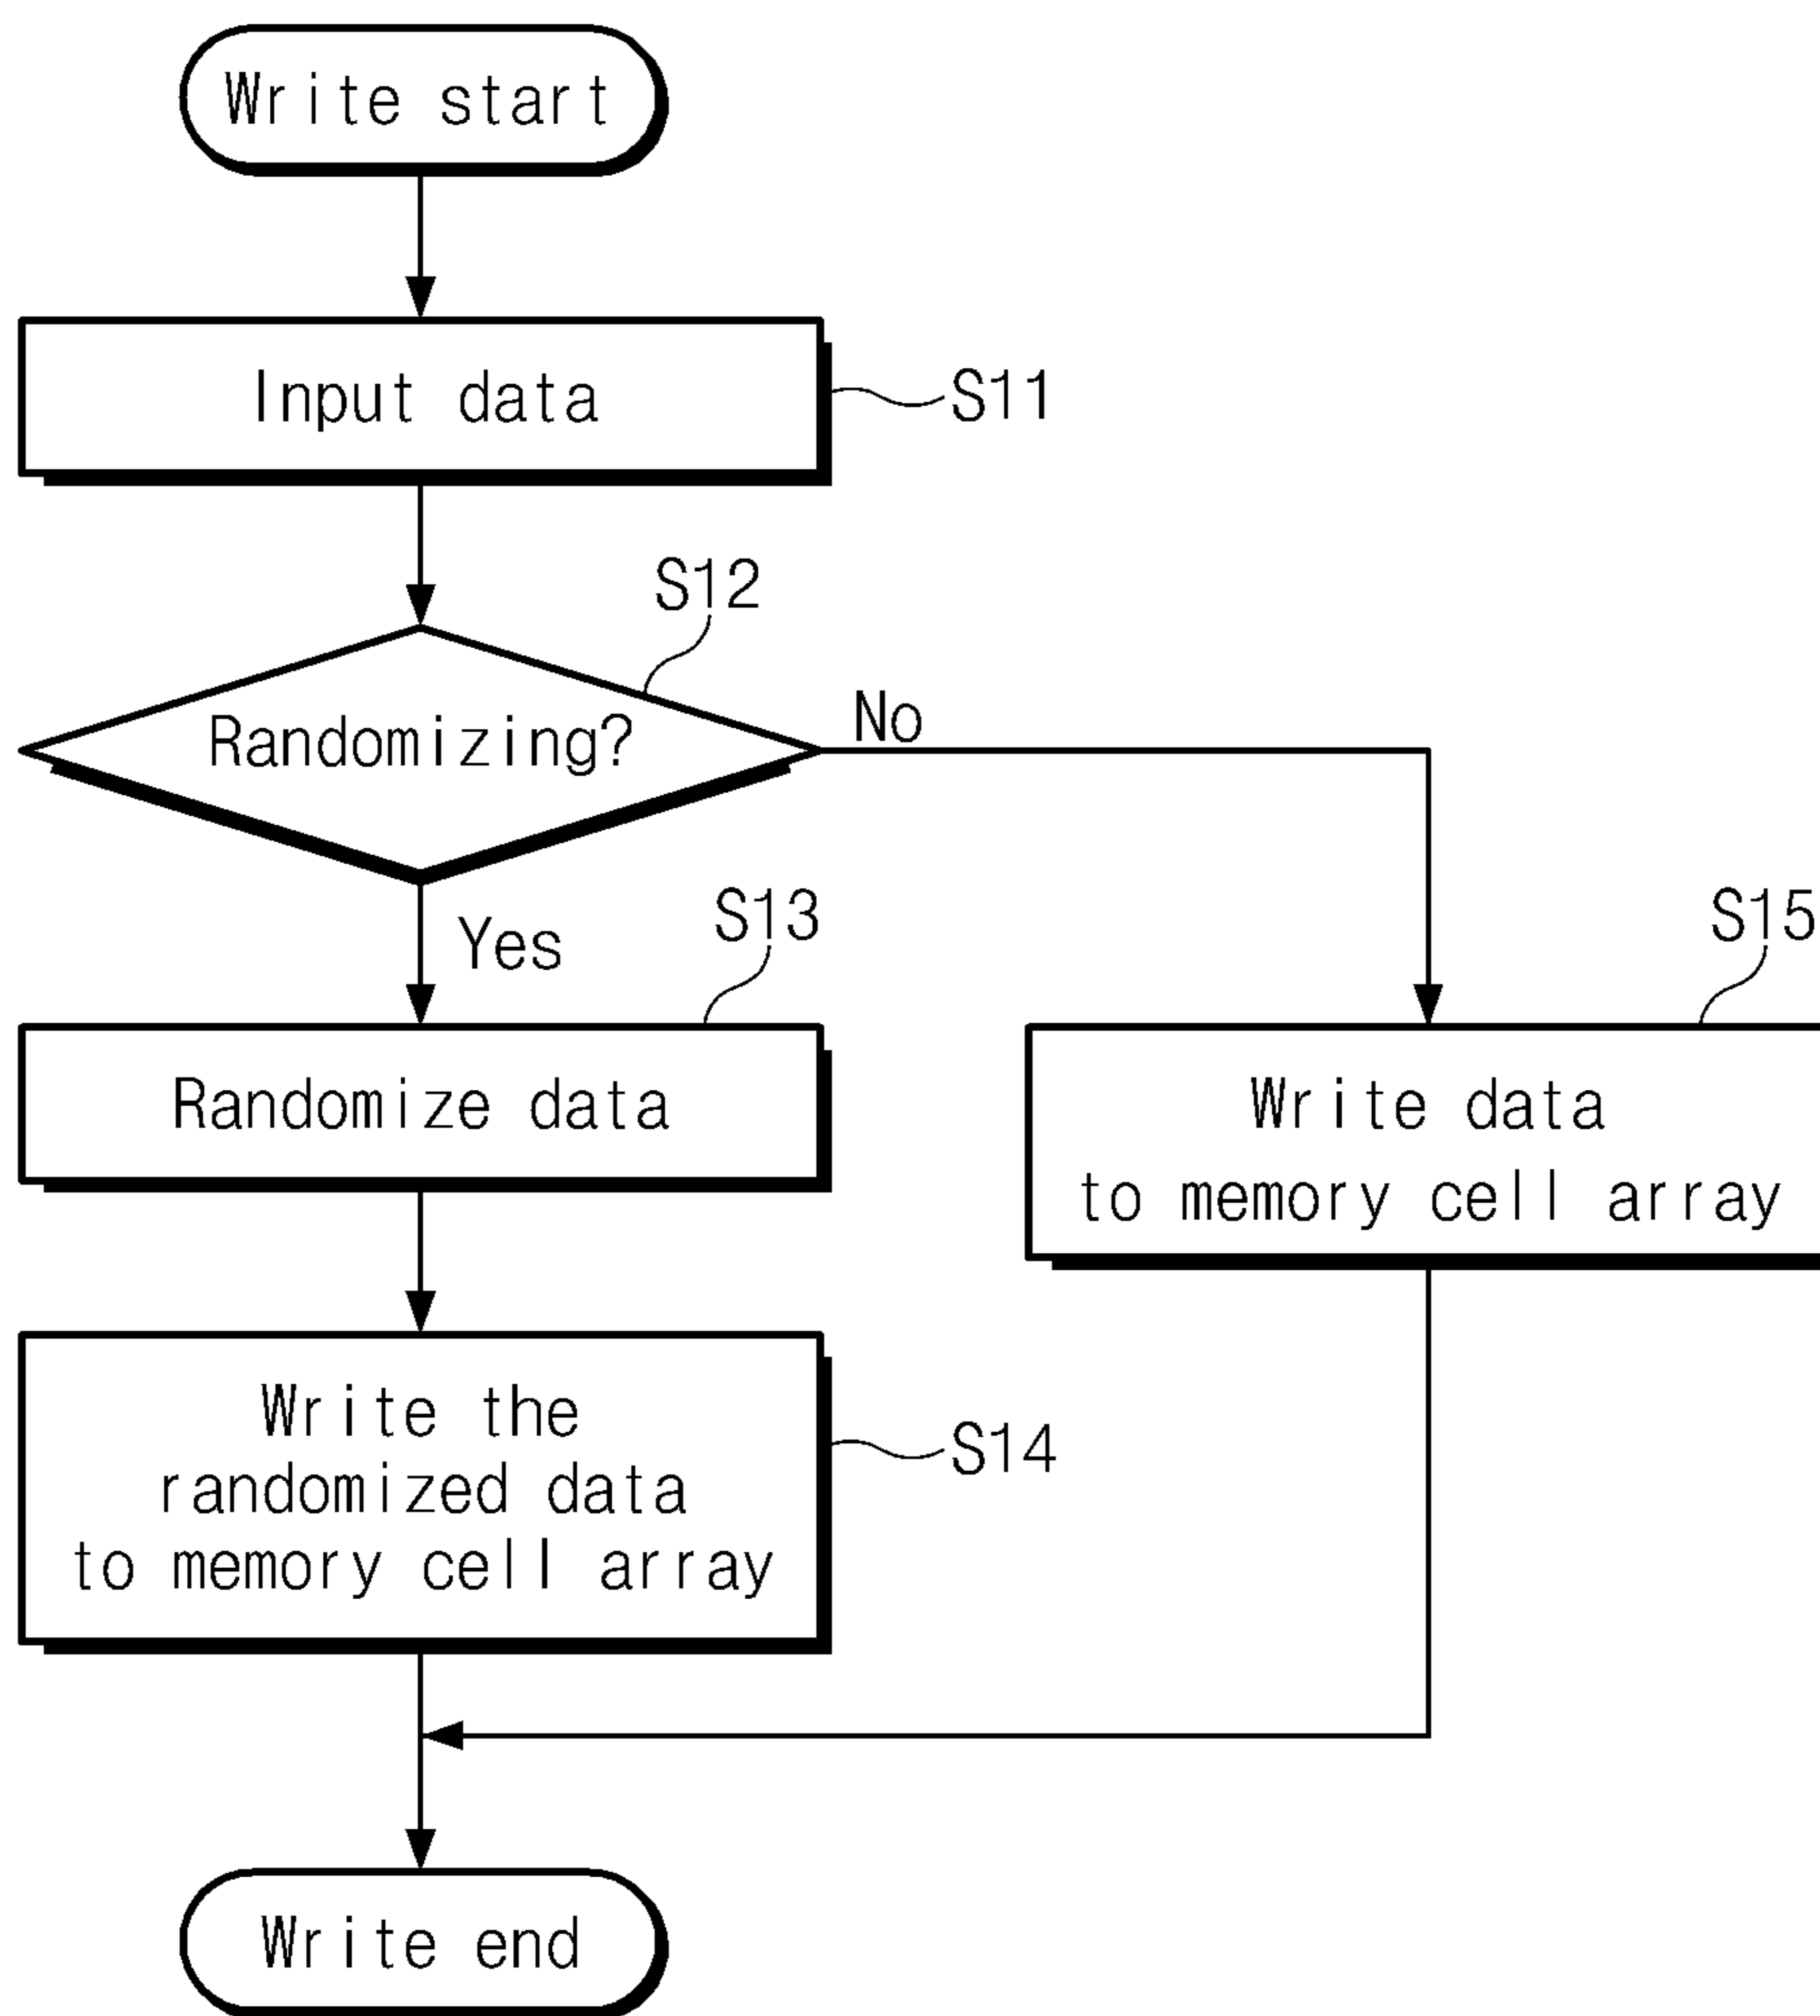 Write start
Input data
S11
S12
Randomizing?
No
Yes
S13
S15
Randomize data
Write data
to memory cell array
Write the
randomized data
to memory cell array
S14
Write end